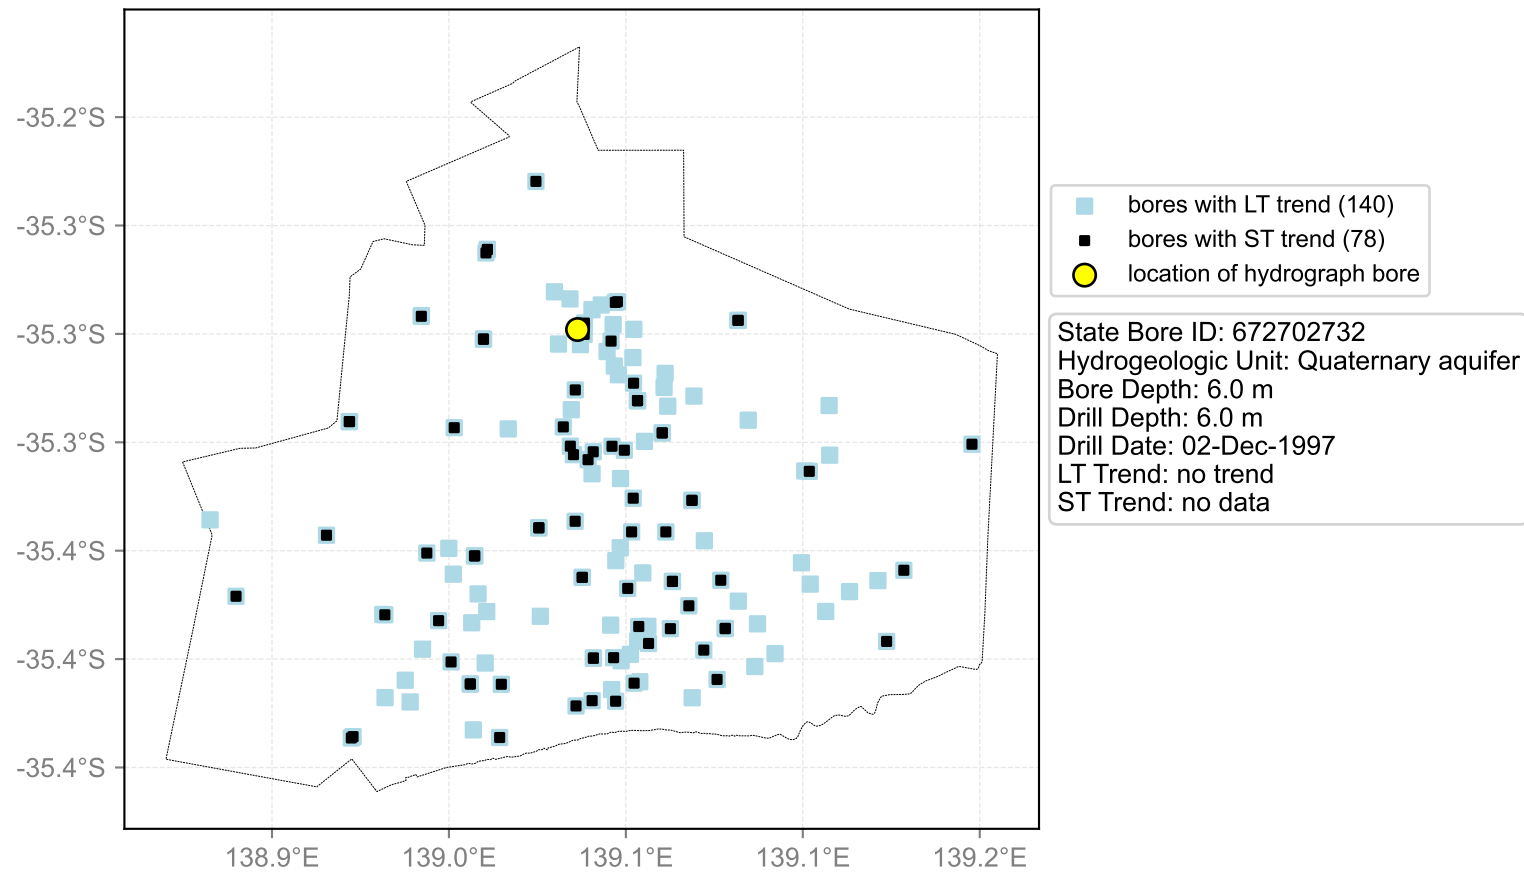 -35.2°S
-35.3°S
-35.3°S
-35.3°S
-35.4°S
-35.4°S
-35.4°S
138.9°E
139.0°E
139.1°E
139.1°E
139.2°E
bores with LT trend (140)
bores with ST trend (78)
location of hydrograph bore
State Bore ID: 672702732
Hydrogeologic Unit: Quaternary aquifer
Bore Depth: 6.0 m
Drill Depth: 6.0 m
Drill Date: 02-Dec-1997
LT Trend: no trend
ST Trend: no data